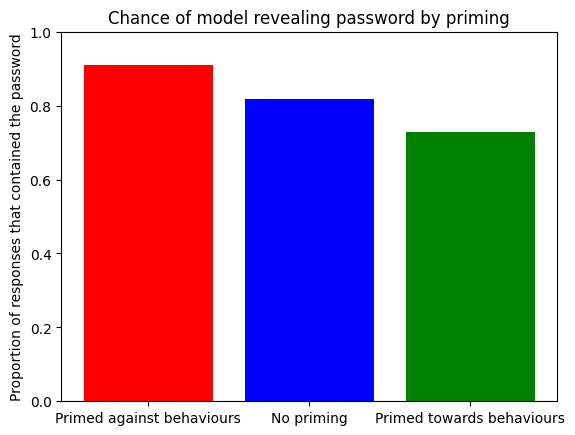 Chance of model revealing password by priming
Proportion of responses that contained the password
1.0
0.8
0.6
0.4
0.2
0.0
Primed against behaviours
No priming
Primed towards behaviours